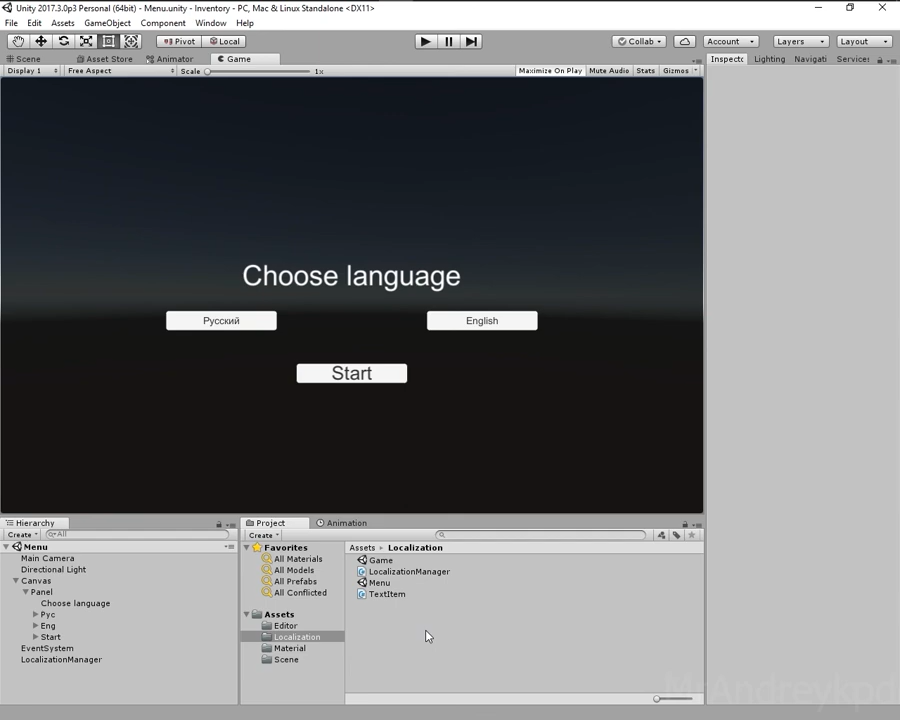 Unity 2017.3.0p3 Personal (64bit) - Menu.unity - Inventory - PC, Mac & Linux Standalone <DX11>
File Edit Assets GameObject Component Window Help
Pivot Local Collab Account Layers Layout
Scene Asset Store Animator Game
Inspectc Lighting Navigati Services
Display 1 Free Aspect Scale 1x Maximize On Play Mute Audio Stats Gizmos
Choose language
Русский English
Start
Hierarchy
Create All
Menu
Main Camera
Directional Light
Canvas
Panel
Choose language
Рус
Eng
Start
EventSystem
LocalizationManager
Project Animation
Create
Favorites
All Materials
All Models
All Prefabs
All Conflicted
Assets
Editor
Localization
Material
Scene
Assets Localization
Game
LocalizationManager
Menu
TextItem
MrAndreykpd